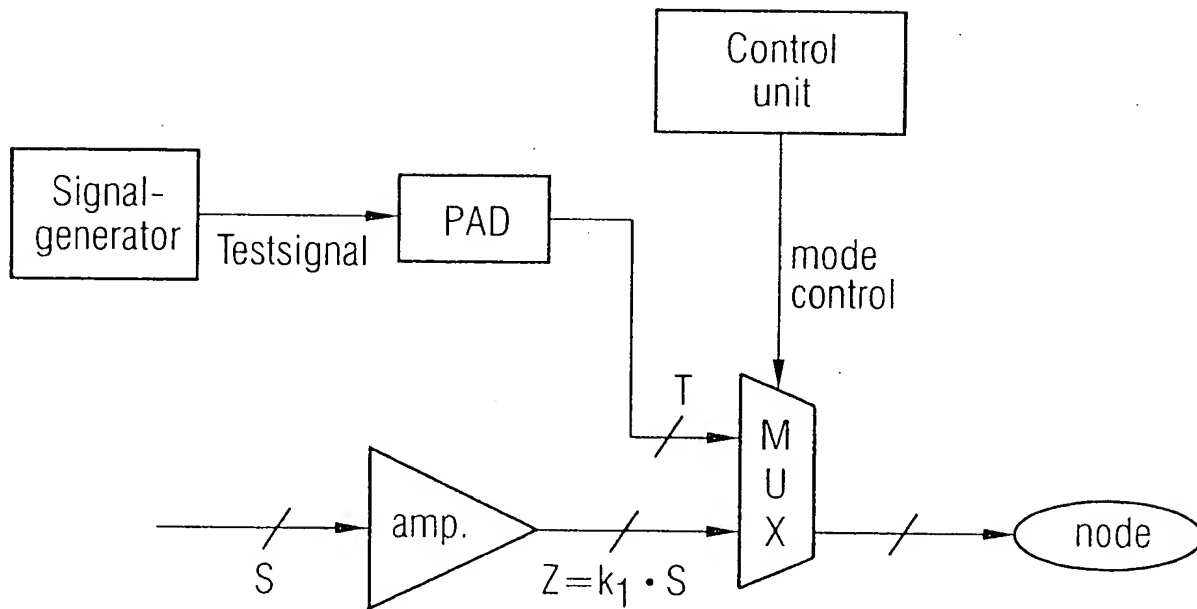 Control
unit
Signal-
generator
Testsignal
PAD
mode
control
T
M
U
X
S
amp.
Z=k₁·S
node